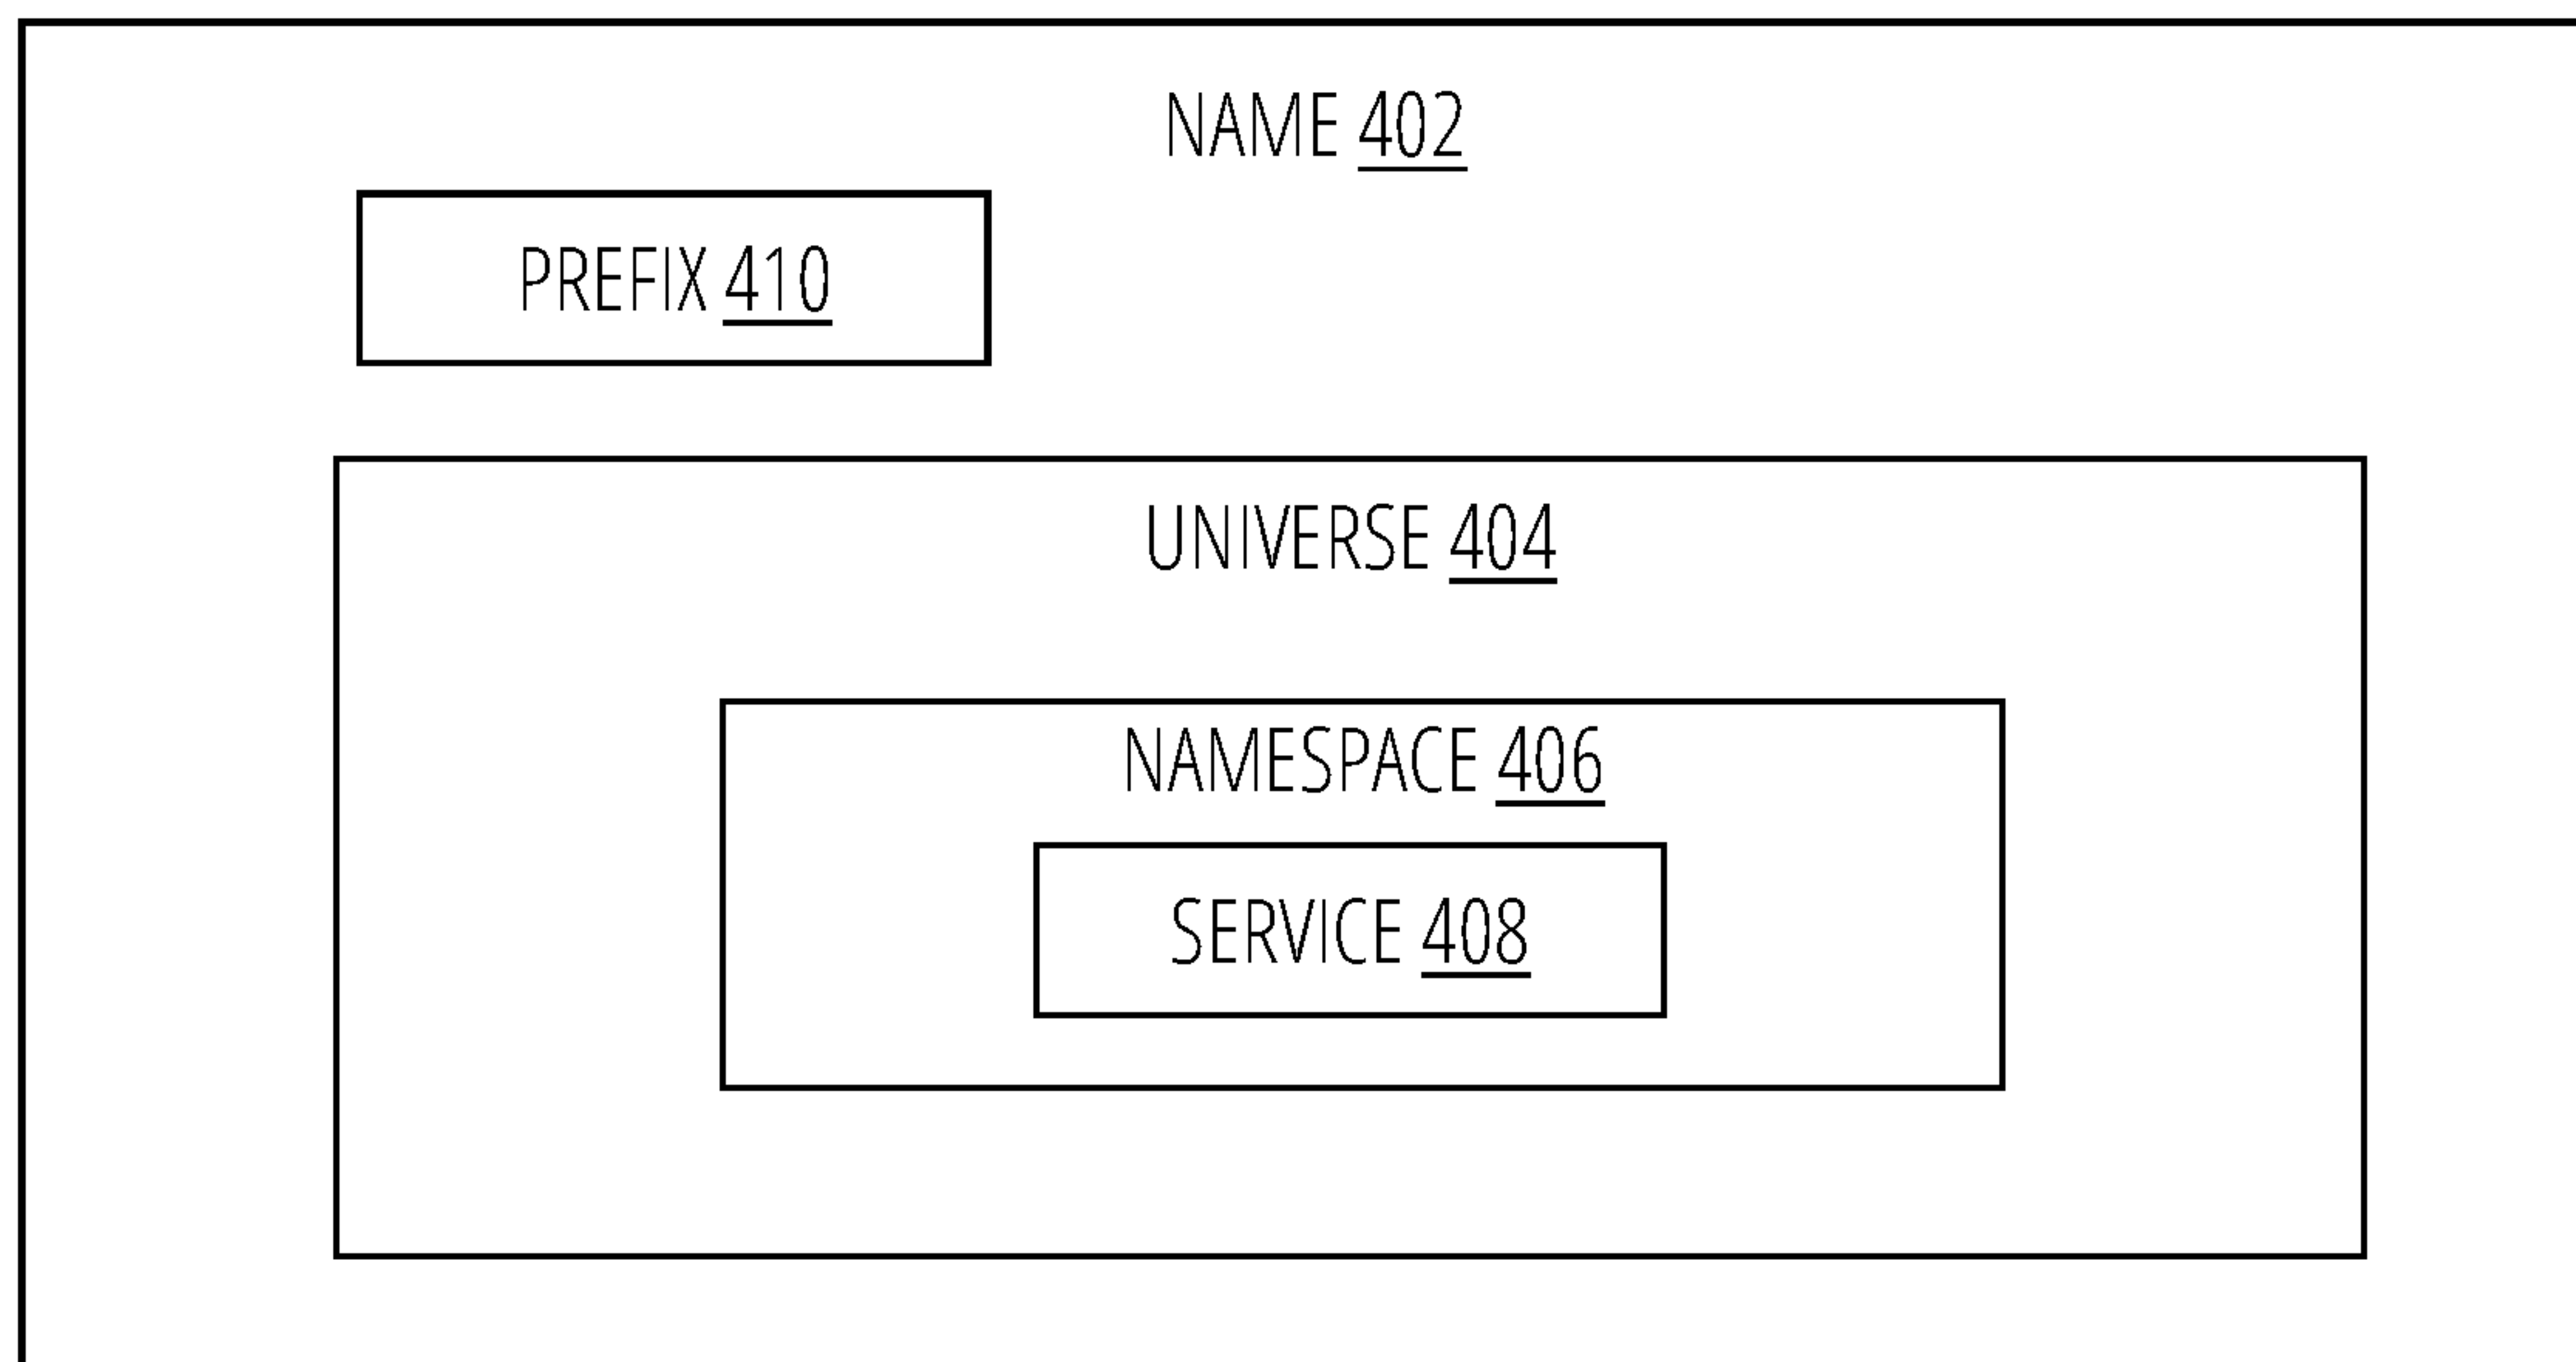 NAME 402
PREFIX 410
UNIVERSE 404
NAMESPACE 406
SERVICE 408